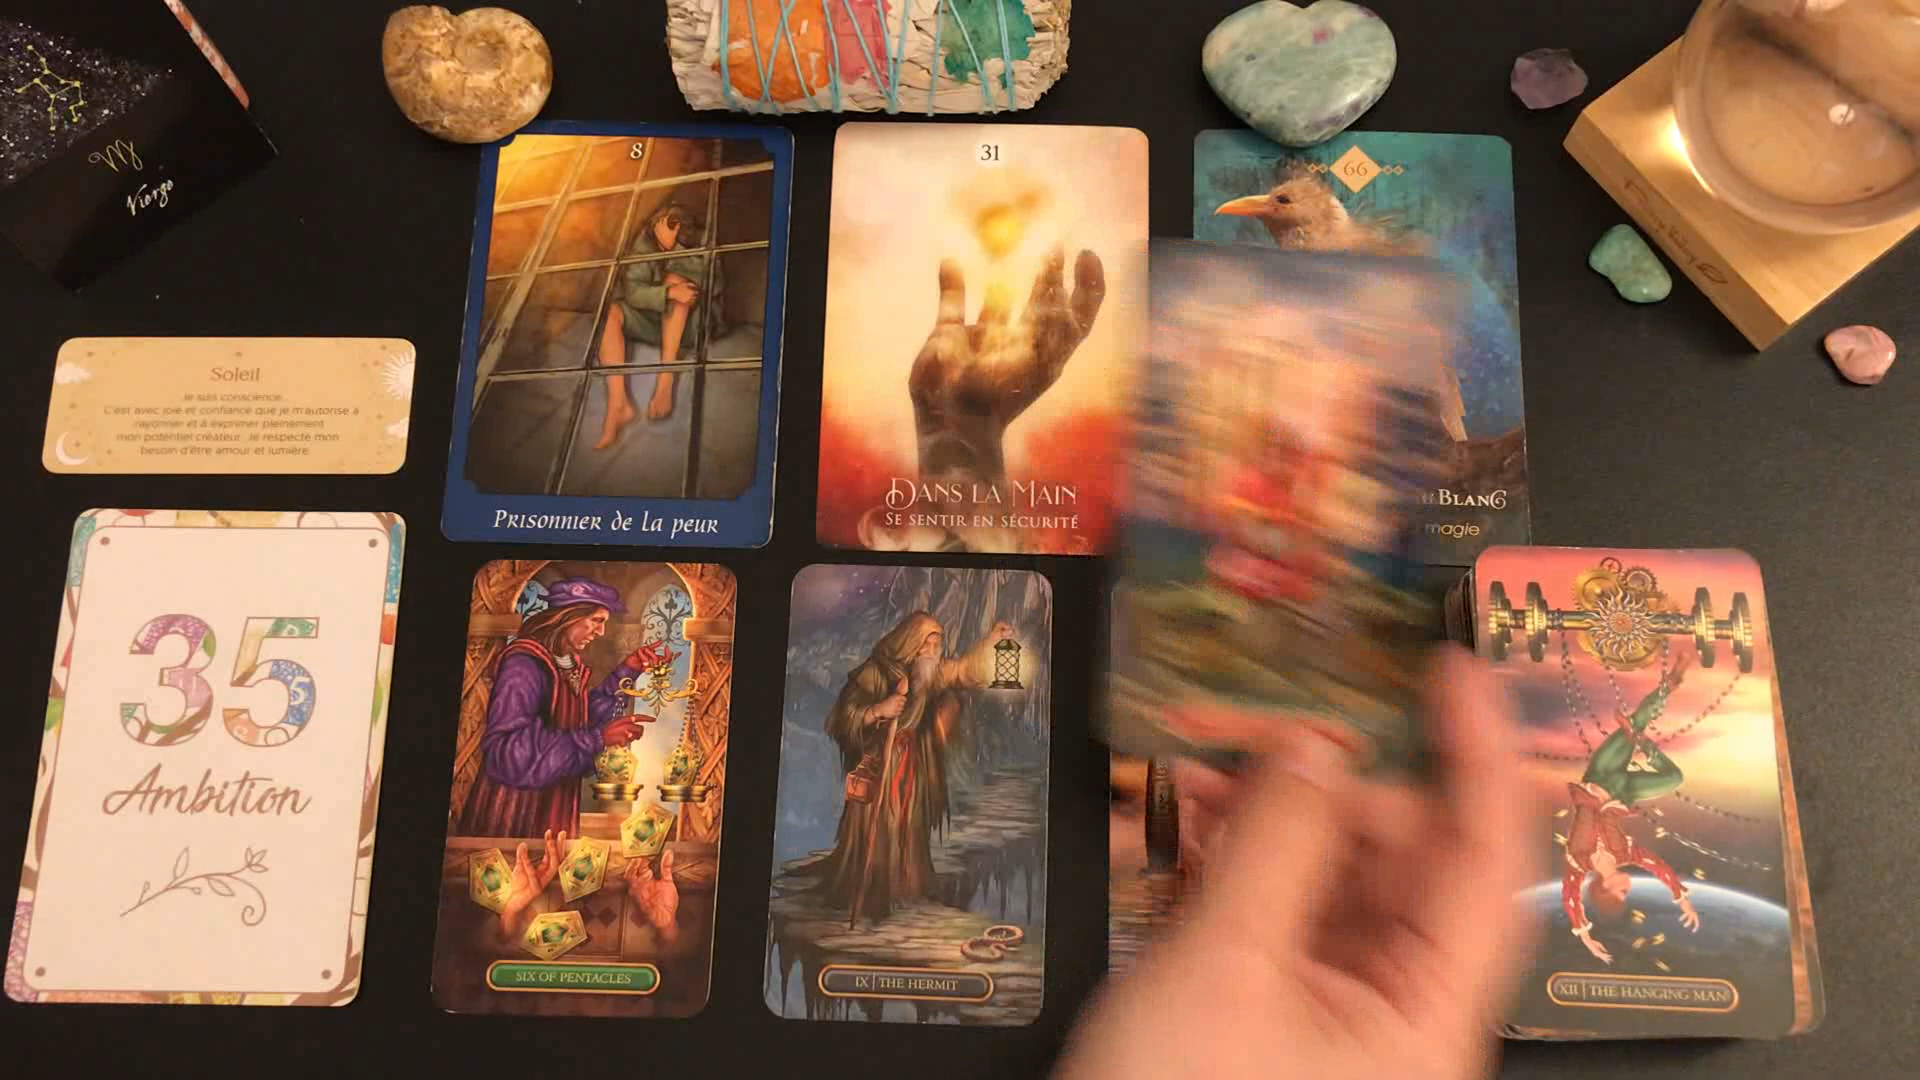 Vierge
8
Prisonnier de la peur
31
Dans la Main
Se sentir en sécurité
66
Blanc
magie
Soleil
Je suis conscience.
C'est avec joie et confiance que je m'autorise à
rayonner et à exprimer pleinement
mon potentiel créateur. Je respecte mon
besoin d'être amour et lumière.
35
Ambition
SIX OF PENTACLES
IX | THE HERMIT
XII | THE HANGING MAN